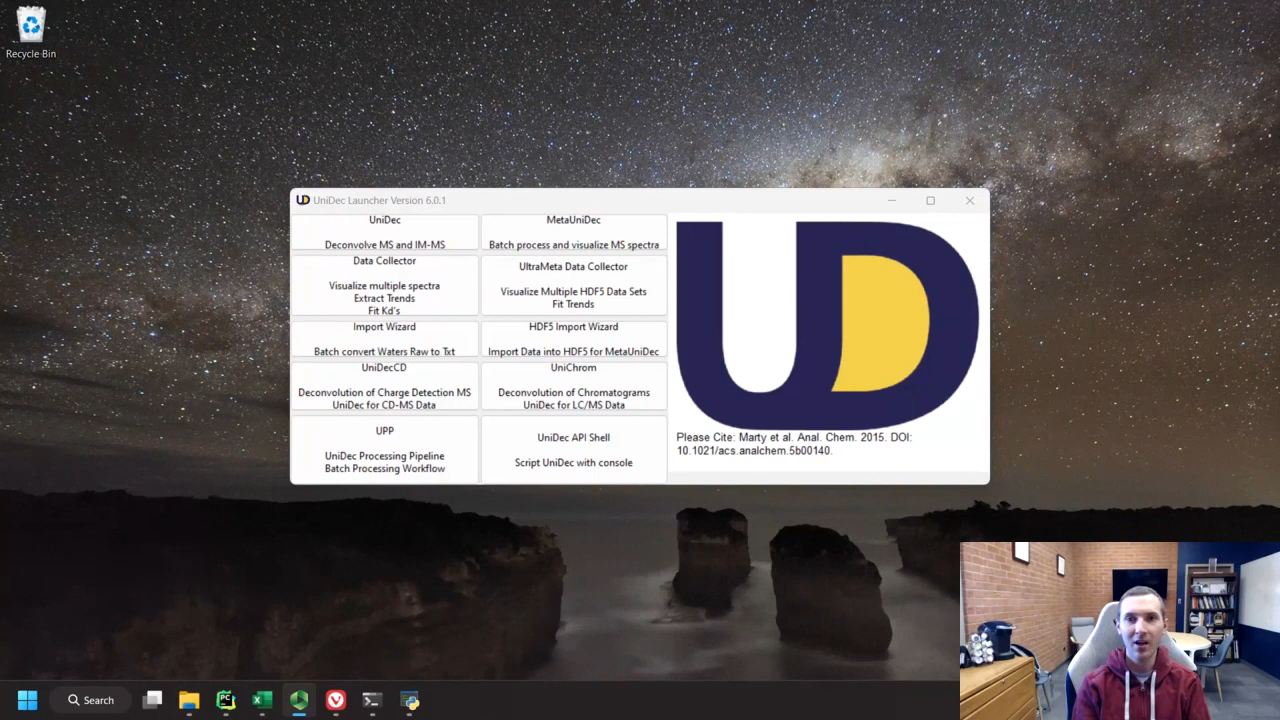 Recycle Bin
UniDec Launcher Version 6.0.1
UniDec
Deconvolve MS and IM-MS
MetaUniDec
Batch process and visualize MS spectra
Data Collector
Visualize multiple spectra
Extract Trends
Fit Kd's
UltraMeta Data Collector
Visualize Multiple HDF5 Data Sets
Fit Trends
Import Wizard
Batch convert Waters Raw to Txt
HDF5 Import Wizard
Import Data into HDF5 for MetaUniDec
UniDecCD
Deconvolution of Charge Detection MS
UniDec for CD-MS Data
UniChrom
Deconvolution of Chromatograms
UniDec for LC/MS Data
UPP
UniDec Processing Pipeline
Batch Processing Workflow
UniDec API Shell
Script UniDec with console
UD
Please Cite: Marty et al. Anal. Chem. 2015. DOI:
10.1021/acs.analchem.5b00140.
Search